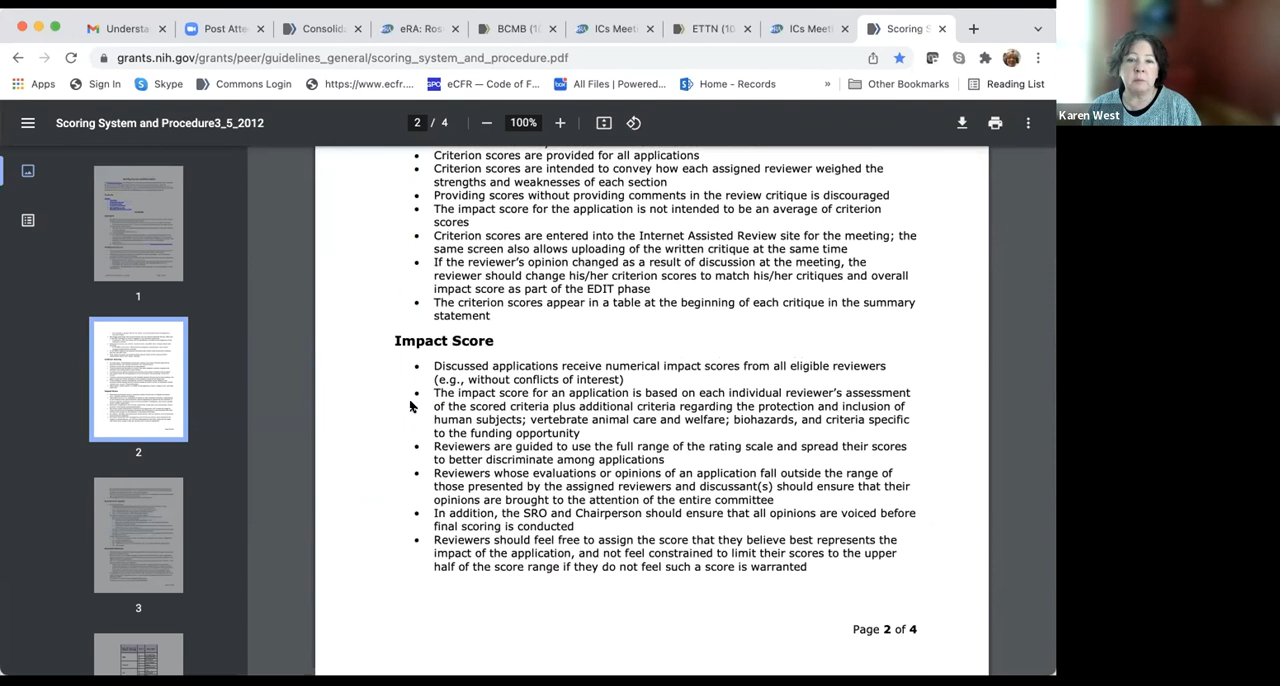 Understa
Post Atte
Consolid
eRA: Ros
BCMB (1
ICs Meeti
ETTN (10
ICs Meeti
Scoring S
grants.nih.gov/grants/peer/guidelines_general/scoring_system_and_procedure.pdf
Apps
Sign In
Skype
Commons Login
https://www.ecfr....
eCFR — Code of F...
All Files | Powered...
Home - Records
»
Other Bookmarks
Reading List
Karen West
Scoring System and Procedure3_5_2012
2 / 4
100%
1
2
3
• Criterion scores are provided for all applications
• Criterion scores are intended to convey how each assigned reviewer weighed the
strengths and weaknesses of each section
• Providing scores without providing comments in the review critique is discouraged
• The impact score for the application is not intended to be an average of criterion
scores
• Criterion scores are entered into the Internet Assisted Review site for the meeting; the
same screen also allows uploading of the written critique at the same time
• If the reviewer's opinion changed as a result of discussion at the meeting, the
reviewer should change his/her criterion scores to match his/her critiques and overall
impact score as part of the EDIT phase
• The criterion scores appear in a table at the beginning of each critique in the summary
statement
Impact Score
• Discussed applications receive numerical impact scores from all eligible reviewers
(e.g., without conflicts of interest)
• The impact score for an application is based on each individual reviewer's assessment
of the scored criteria plus additional criteria regarding the protection and inclusion of
human subjects; vertebrate animal care and welfare; biohazards, and criteria specific
to the funding opportunity
• Reviewers are guided to use the full range of the rating scale and spread their scores
to better discriminate among applications
• Reviewers whose evaluations or opinions of an application fall outside the range of
those presented by the assigned reviewers and discussant(s) should ensure that their
opinions are brought to the attention of the entire committee
• In addition, the SRO and Chairperson should ensure that all opinions are voiced before
final scoring is conducted
• Reviewers should feel free to assign the score that they believe best represents the
impact of the application, and not feel constrained to limit their scores to the upper
half of the score range if they do not feel such a score is warranted
Page 2 of 4